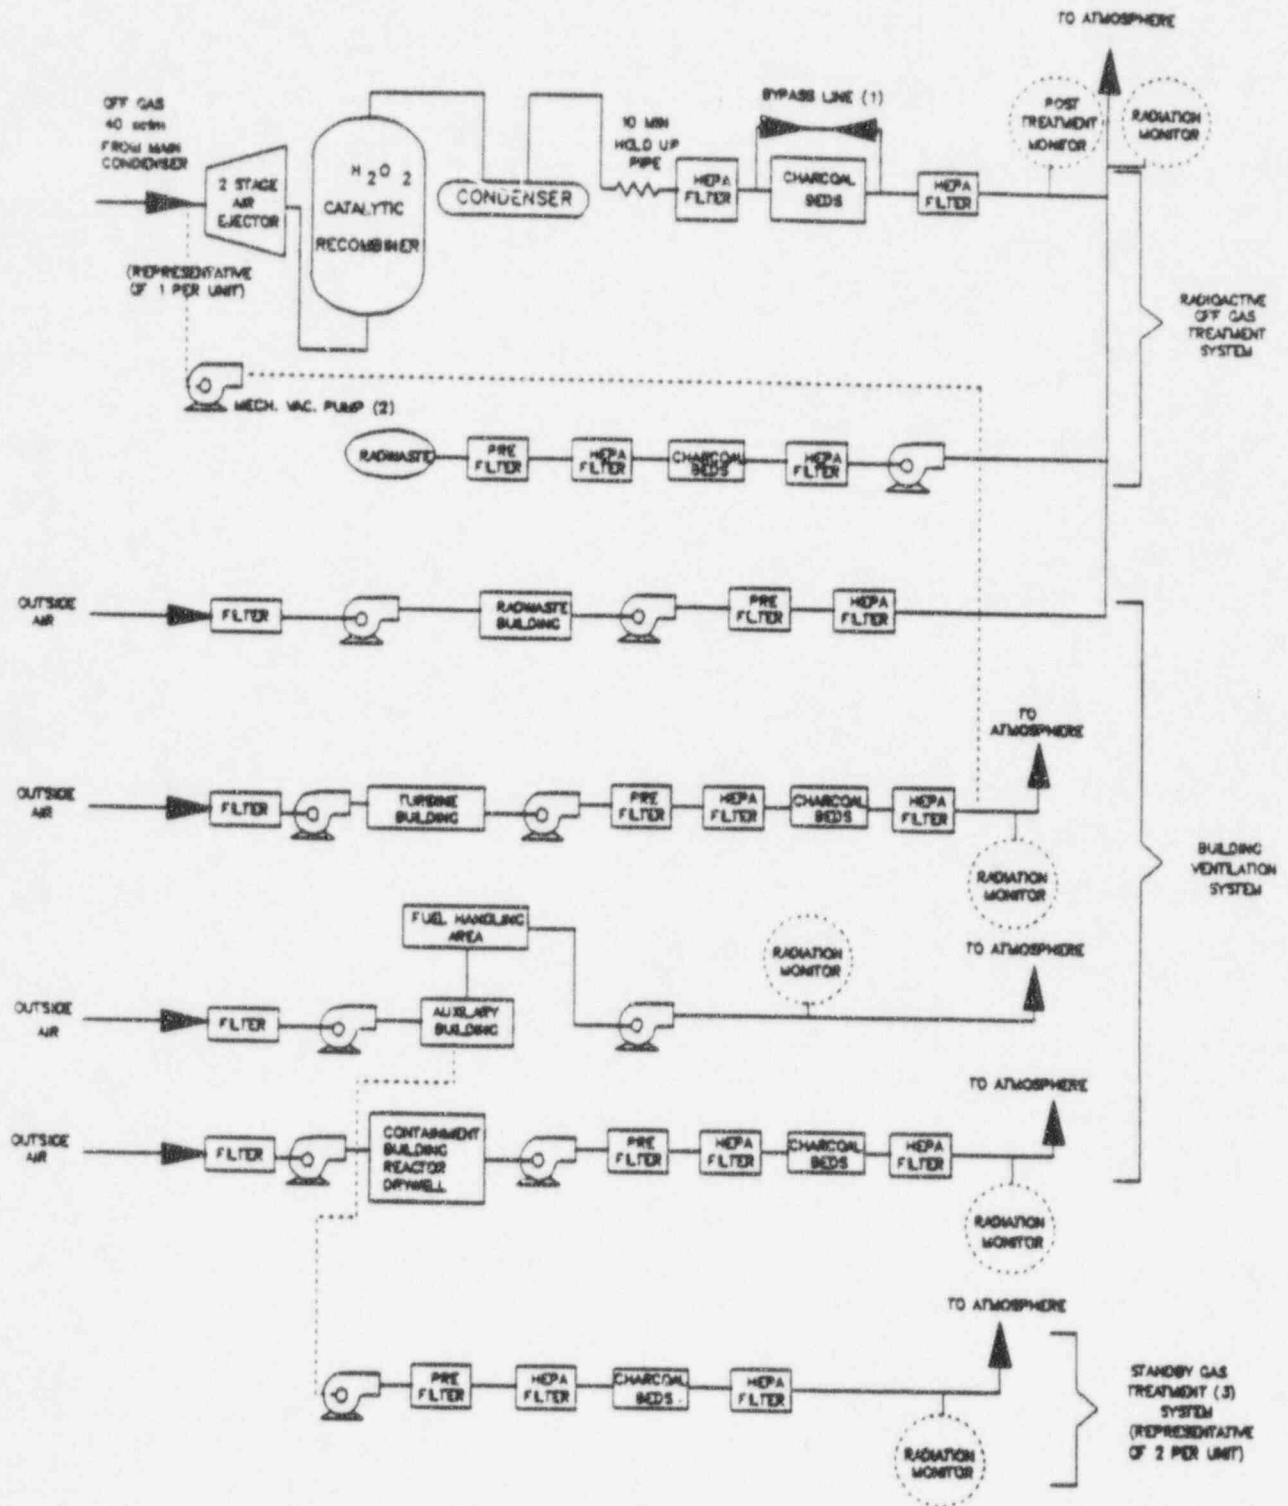 TO ATMOSPHERE
OFF GAS
40 scfm
FROM MAIN
CONDENSER
2 STAGE
AIR
EJECTOR
(REPRESENTATIVE
OF 1 PER UNIT)
H2O2
CATALYTIC
RECOMBINER
CONDENSER
10 MIN
HOLD UP
PIPE
HEPA
FILTER
BYPASS LINE (1)
CHARCOAL
BEDS
HEPA
FILTER
POST
TREATMENT
MONITOR
RADIATION
MONITOR
RADIOACTIVE
OFF GAS
TREATMENT
SYSTEM
MECH. VAC. PUMP (2)
RADWASTE
PRE
FILTER
HEPA
FILTER
CHARCOAL
BEDS
HEPA
FILTER
OUTSIDE
AIR
FILTER
RADWASTE
BUILDING
PRE
FILTER
HEPA
FILTER
TO
ATMOSPHERE
OUTSIDE
AIR
FILTER
TURBINE
BUILDING
PRE
FILTER
HEPA
FILTER
CHARCOAL
BEDS
HEPA
FILTER
RADIATION
MONITOR
BUILDING
VENTILATION
SYSTEM
FUEL HANDLING
AREA
RADIATION
MONITOR
TO ATMOSPHERE
OUTSIDE
AIR
FILTER
AUXILARY
BUILDING
TO ATMOSPHERE
OUTSIDE
AIR
FILTER
CONTAINMENT
BUILDING
REACTOR
DRYWELL
PRE
FILTER
HEPA
FILTER
CHARCOAL
BEDS
HEPA
FILTER
RADIATION
MONITOR
TO ATMOSPHERE
PRE
FILTER
HEPA
FILTER
CHARCOAL
BEDS
HEPA
FILTER
RADIATION
MONITOR
STANDBY GAS
TREATMENT (3)
SYSTEM
(REPRESENTATIVE
OF 2 PER UNIT)